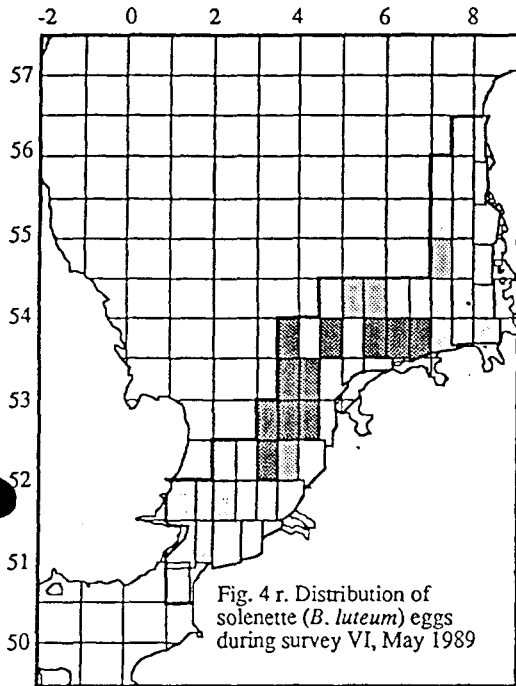 -2 0 2 4 6 8
57
56
55
54
53
52
51
50
Fig. 4 r. Distribution of
solenette (B. luteum) eggs
during survey VI, May 1989